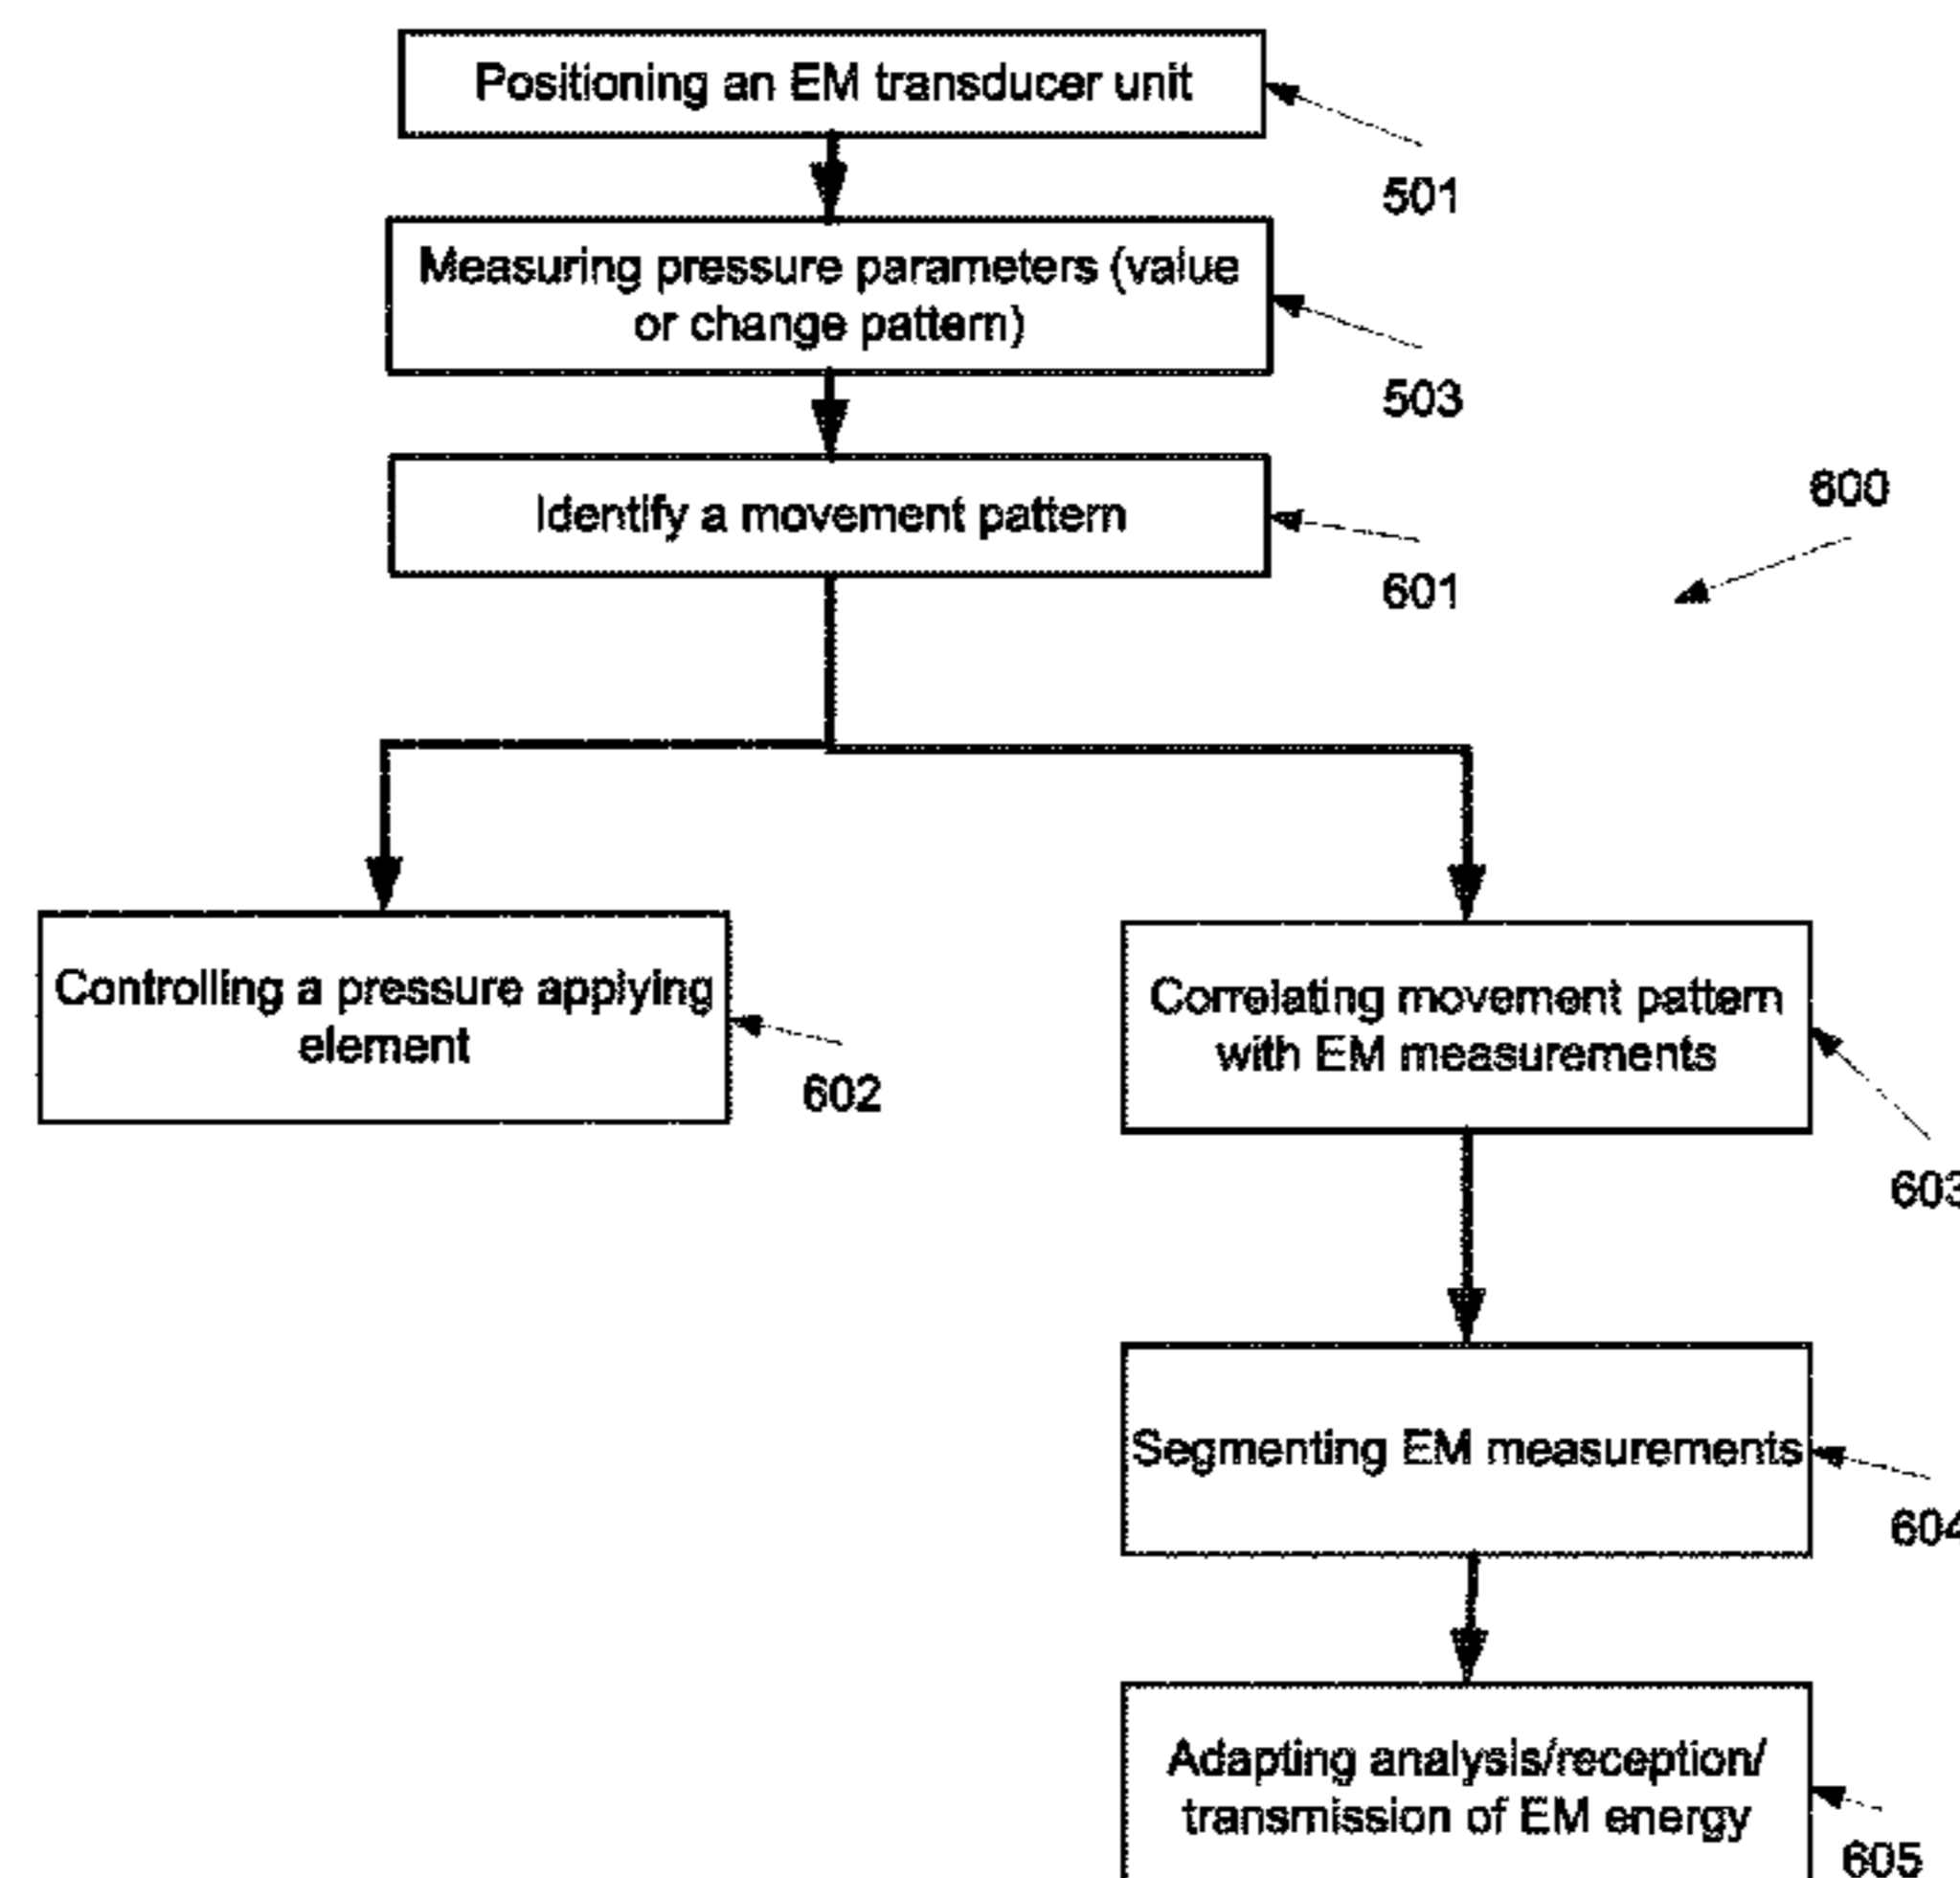 Positioning an EM transducer unit
501
Measuring pressure parameters (value
or change pattern)
503
Identify a movement pattern
601
600
Controlling a pressure applying
element
602
Correlating movement pattern
with EM measurements
603
Segmenting EM measurements
604
Adapting analysis/reception/
transmission of EM energy
605